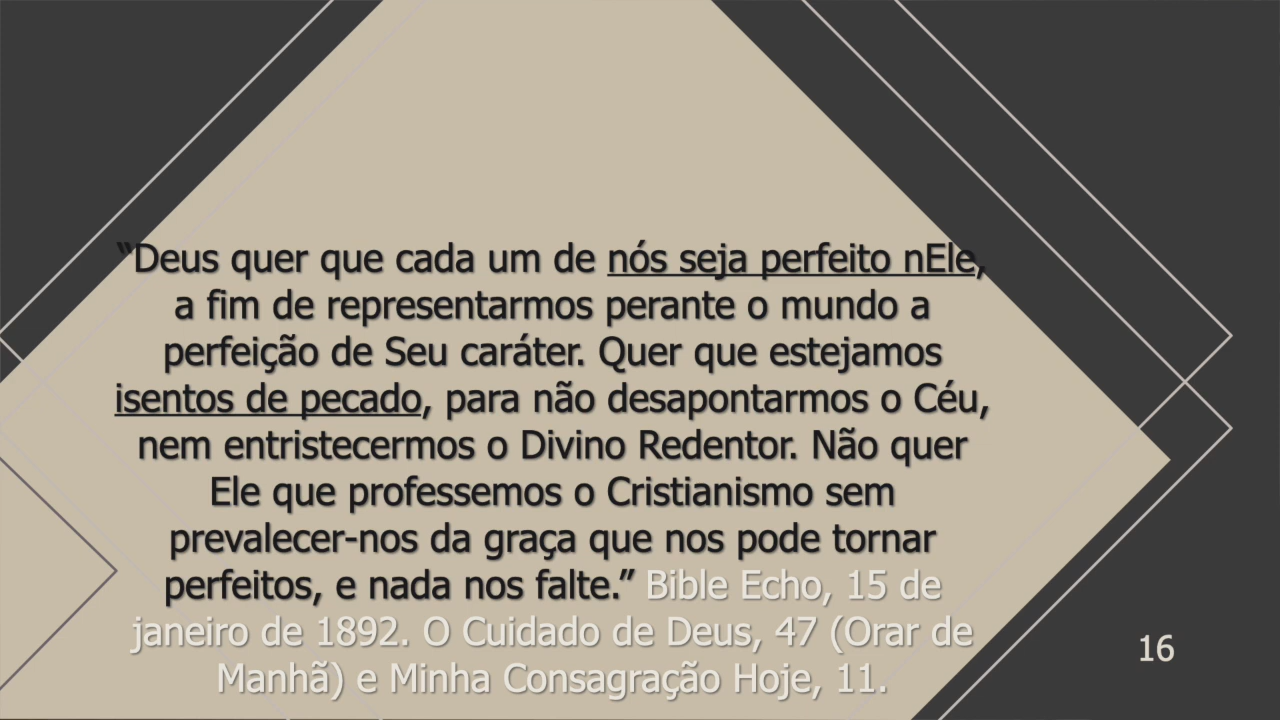 “Deus quer que cada um de nós seja perfeito nEle,
a fim de representarmos perante o mundo a
perfeição de Seu caráter. Quer que estejamos
isentos de pecado, para não desapontarmos o Céu,
nem entristecermos o Divino Redentor. Não quer
Ele que professemos o Cristianismo sem
prevalecer-nos da graça que nos pode tornar
perfeitos, e nada nos falte.” Bible Echo, 15 de
janeiro de 1892. O Cuidado de Deus, 47 (Orar de
Manhã) e Minha Consagração Hoje, 11.
16